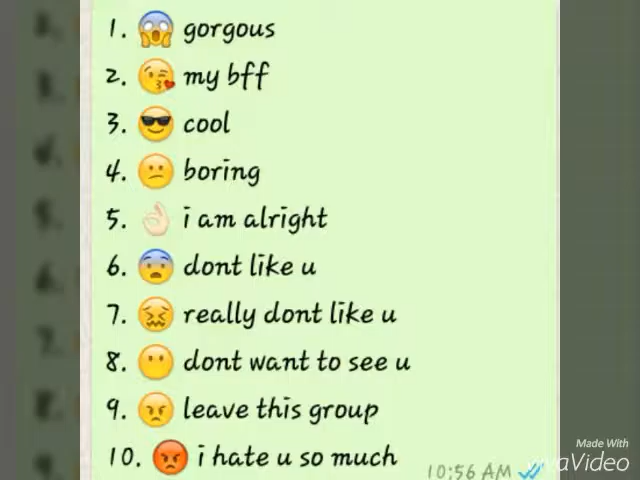 1. 😱 gorgous
2. 😘 my bff
3. 😎 cool
4. 😕 boring
5. 👌🏻 i am alright
6. 😨 dont like u
7. 😖 really dont like u
8. 😶 dont want to see u
9. 😠 leave this group
10. 😡 i hate u so much
10:56 AM
Made With
VivaVideo